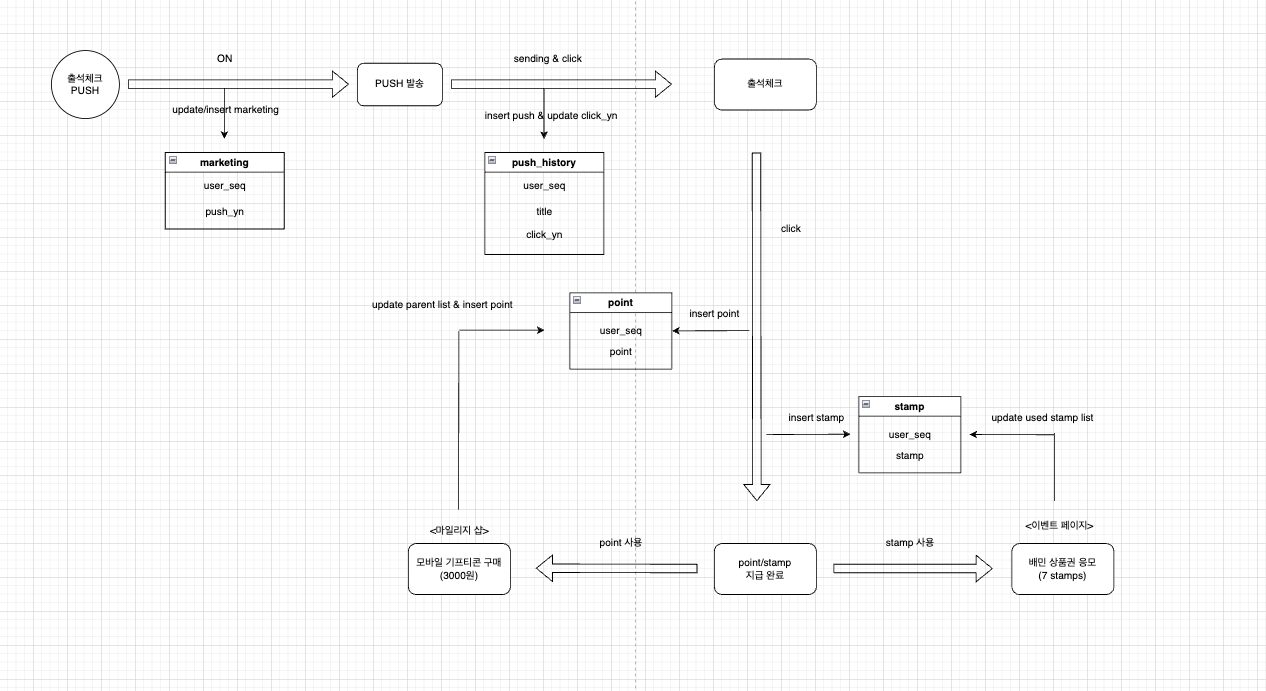 출석체크
PUSH
ON
update/insert marketing
PUSH 발송
sending & click
insert push & update click_yn
출석체크
marketing
user_seq
push_yn
push_history
user_seq
title
click_yn
click
update parent list & insert point
point
user_seq
point
insert point
insert stamp
stamp
user_seq
stamp
update used stamp list
<마일리지 샵>
모바일 기프티콘 구매
(3000원)
point 사용
point/stamp
지급 완료
stamp 사용
<이벤트 페이지>
배민 상품권 응모
(7 stamps)